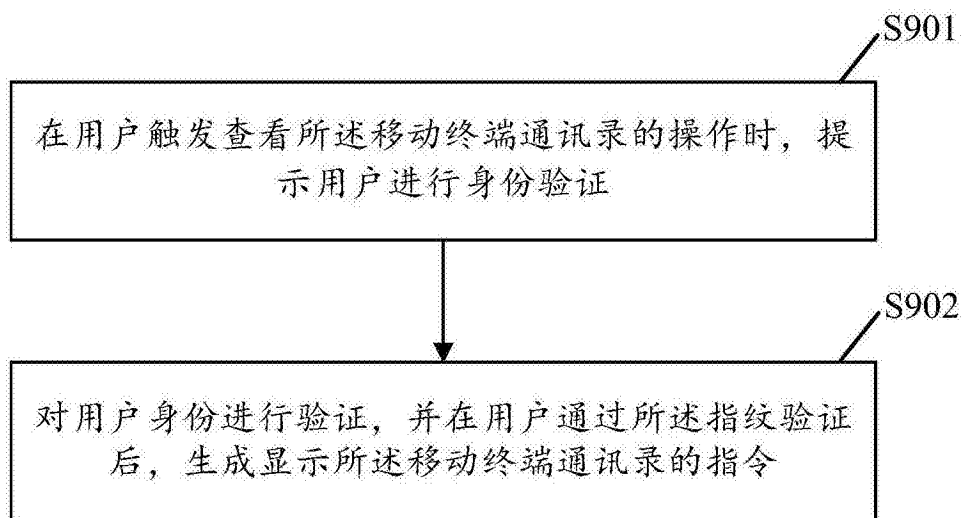 S901
在用户触发查看所述移动终端通讯录的操作时，提
示用户进行身份验证
S902
对用户身份进行验证，并在用户通过所述指纹验证
后，生成显示所述移动终端通讯录的指令